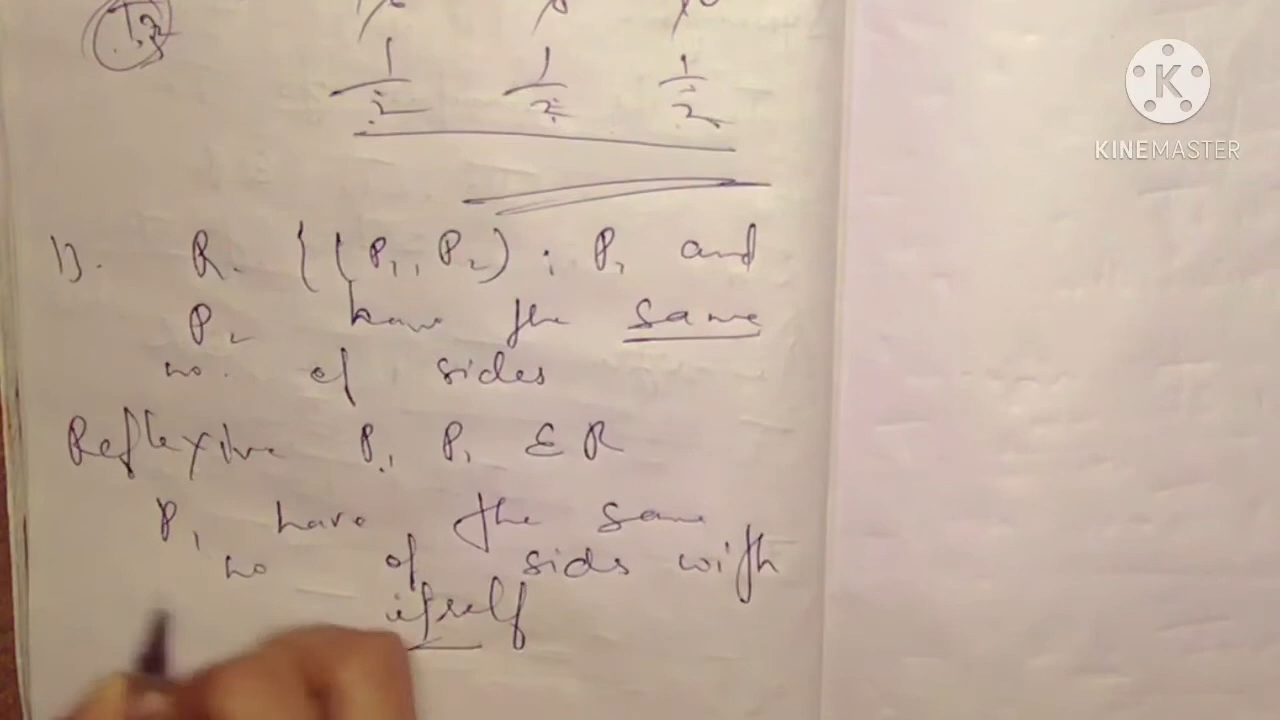 1 1 1
2 2 2
K
KINEMASTER
13. R. {(P1, P2) : P1 and
P2 have the same
no. of sides
Reflexive P1 P1 ε R
P1 have the same
no of sids with
itself